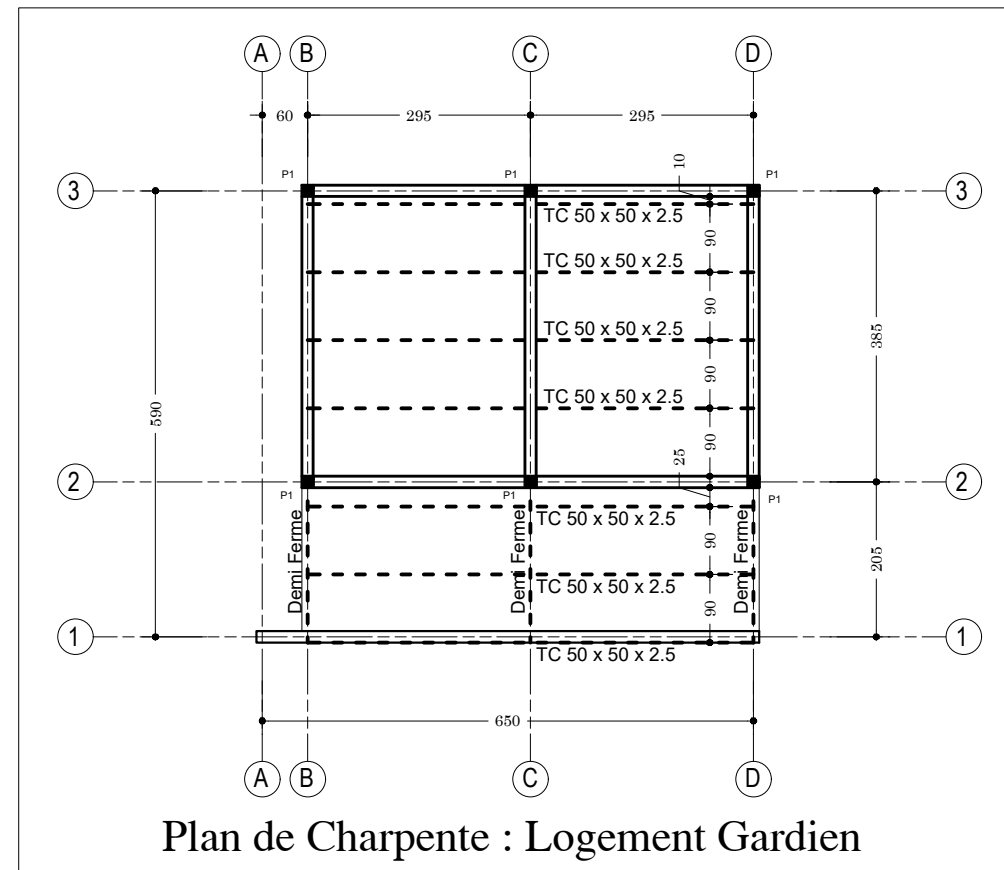 A B C D
60 295 295
P1 P1 P1
3 10 3
TC 50 x 50 x 2.5
90
TC 50 x 50 x 2.5
90
TC 50 x 50 x 2.5
385
90
TC 50 x 50 x 2.5
590
90
25
2 2
P1 P1 P1
TC 50 x 50 x 2.5
Demi Ferme Demi Ferme Demi Ferme
90
205
TC 50 x 50 x 2.5
90
1 1
TC 50 x 50 x 2.5
650
A B C D
Plan de Charpente : Logement Gardien